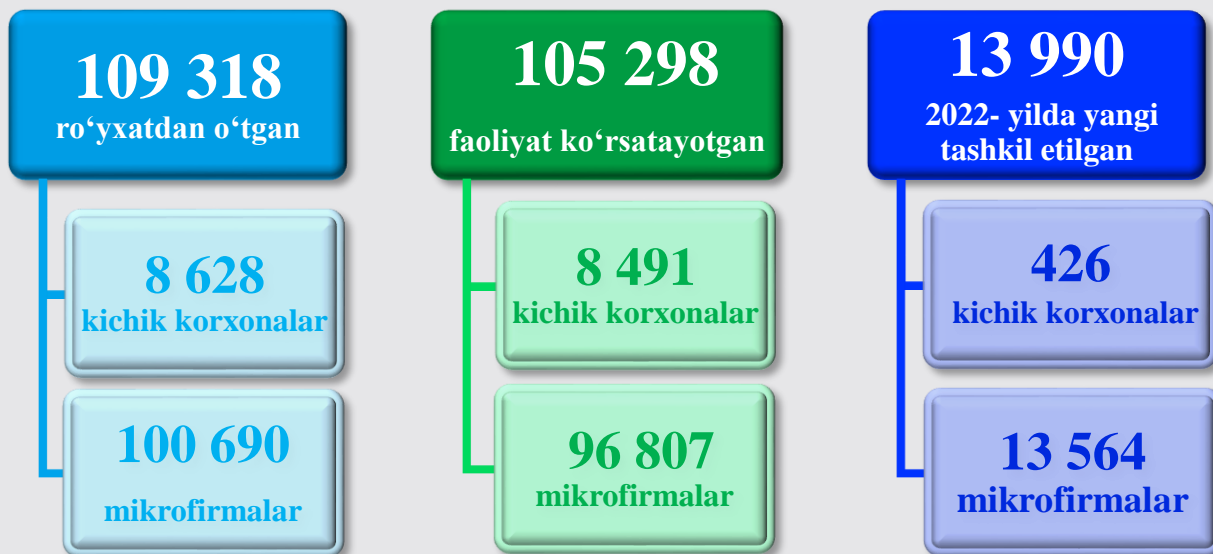 109 318
ro‘yxatdan o‘tgan
8 628
kichik korxonalar
100 690
mikrofirmalar
105 298
faoliyat ko‘rsatayotgan
8 491
kichik korxonalar
96 807
mikrofirmalar
13 990
2022- yilda yangi
tashkil etilgan
426
kichik korxonalar
13 564
mikrofirmalar